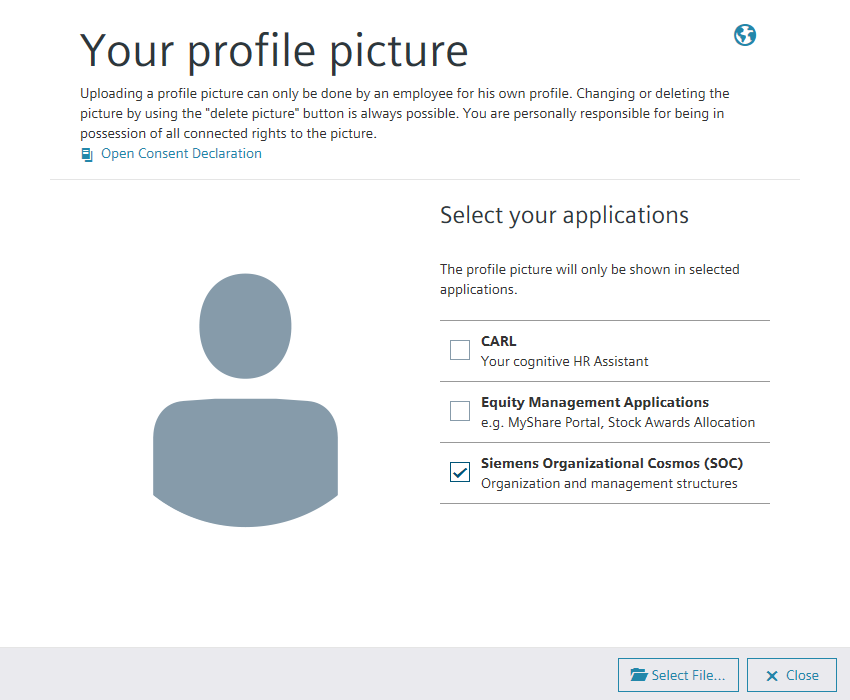 Your profile picture
Uploading a profile picture can only be done by an employee for his own profile. Changing or deleting the
picture by using the "delete picture" button is always possible. You are personally responsible for being in
possession of all connected rights to the picture.
Open Consent Declaration
Select your applications
The profile picture will only be shown in selected
applications.
CARL
Your cognitive HR Assistant
Equity Management Applications
e.g. MyShare Portal, Stock Awards Allocation
Siemens Organizational Cosmos (SOC)
Organization and management structures
Select File...
Close